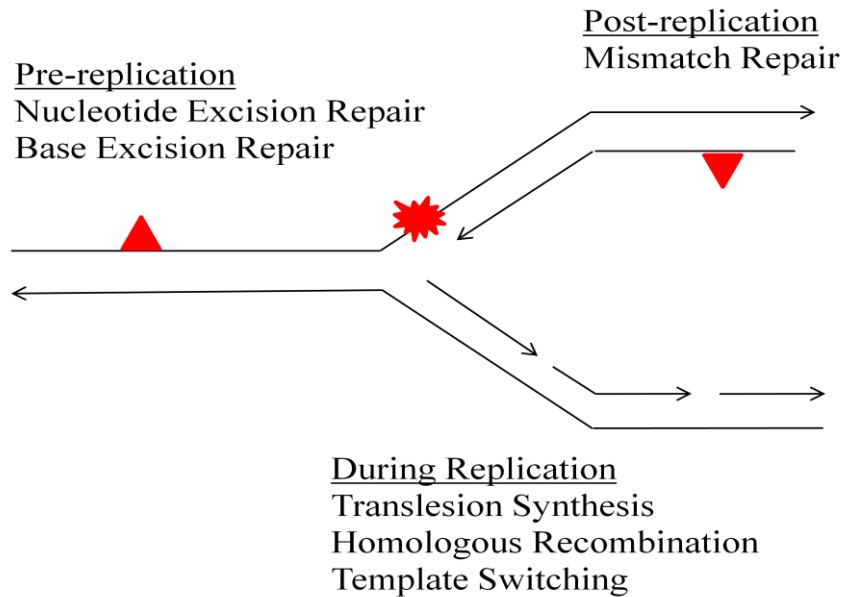 Post-replication
Mismatch Repair
Pre-replication
Nucleotide Excision Repair
Base Excision Repair
During Replication
Translesion Synthesis
Homologous Recombination
Template Switching